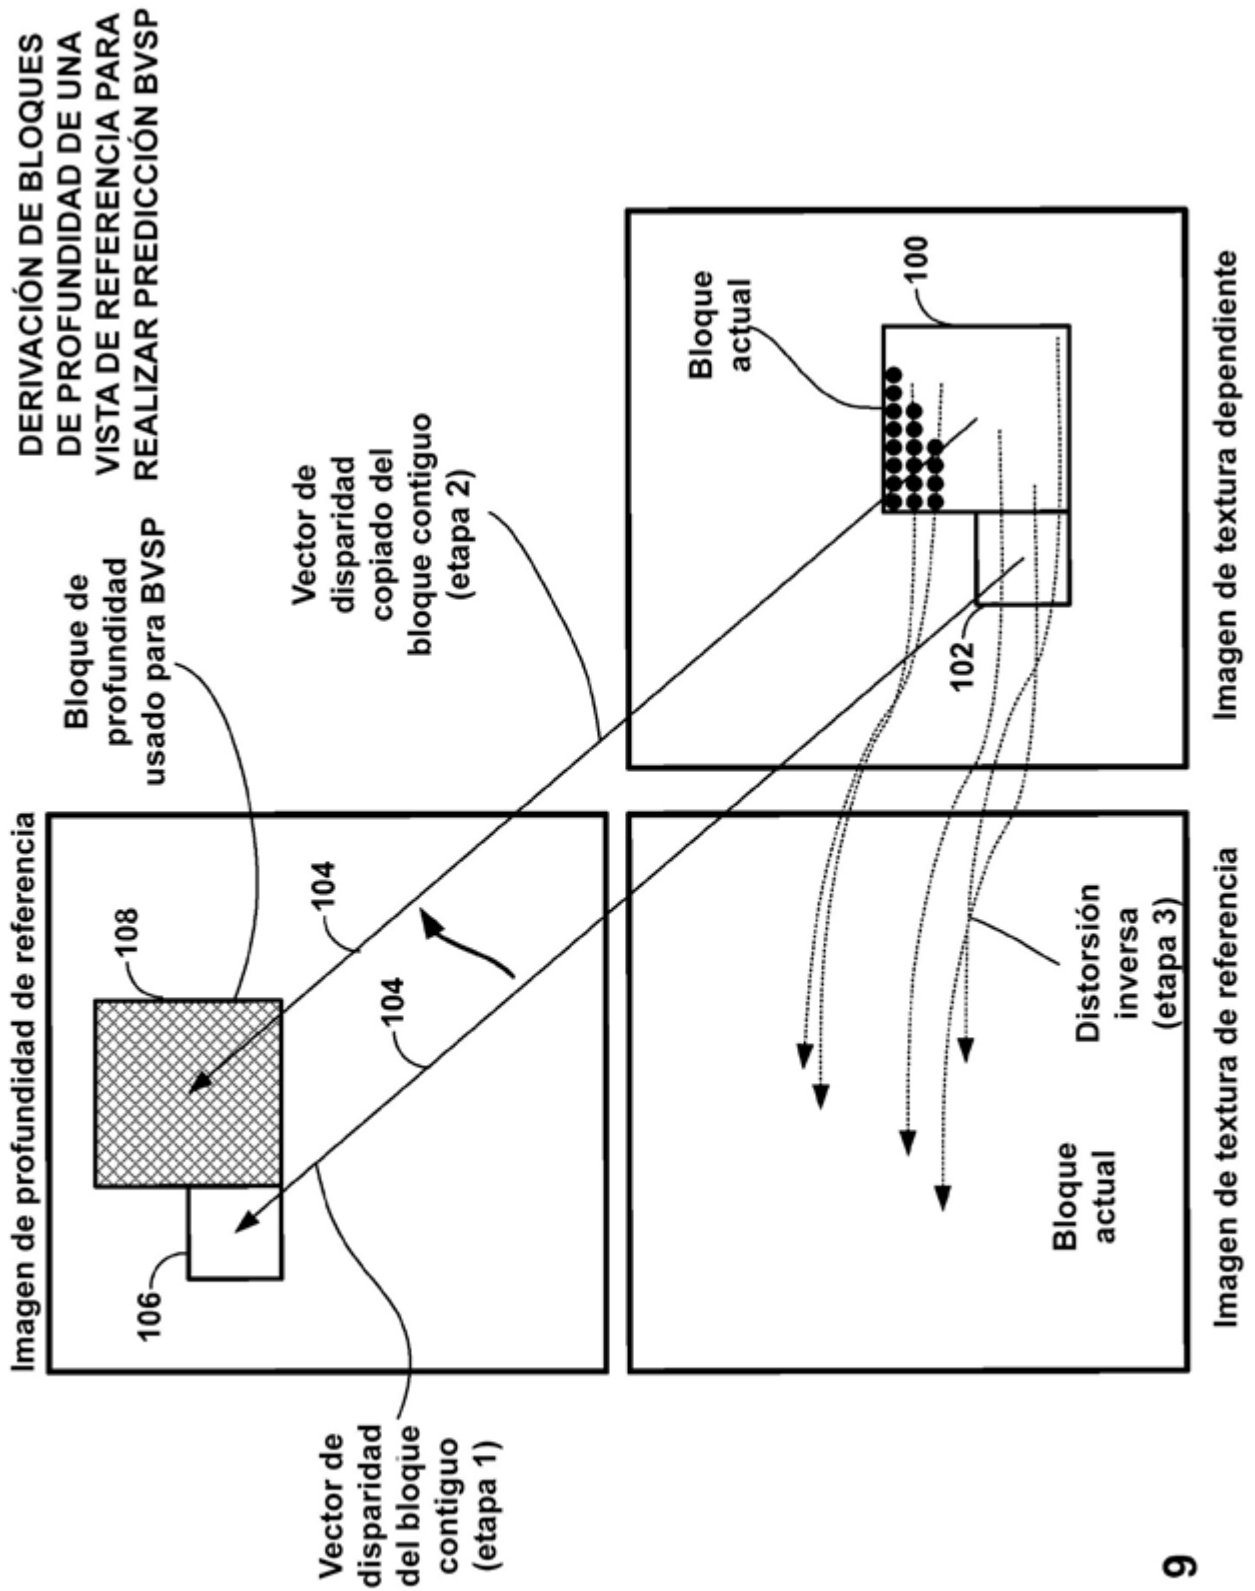 DERIVACIÓN DE BLOQUES
DE PROFUNDIDAD DE UNA
VISTA DE REFERENCIA PARA
REALIZAR PREDICCIÓN BVSP
Imagen de profundidad de referencia
Bloque de
profundidad
usado para BVSP
108
106
104
104
Vector de
disparidad
del bloque
contiguo
(etapa 1)
Vector de
disparidad
copiado del
bloque contiguo
(etapa 2)
Bloque
actual
100
102
Distorsión
inversa
(etapa 3)
Bloque
actual
Imagen de textura de referencia
Imagen de textura dependiente